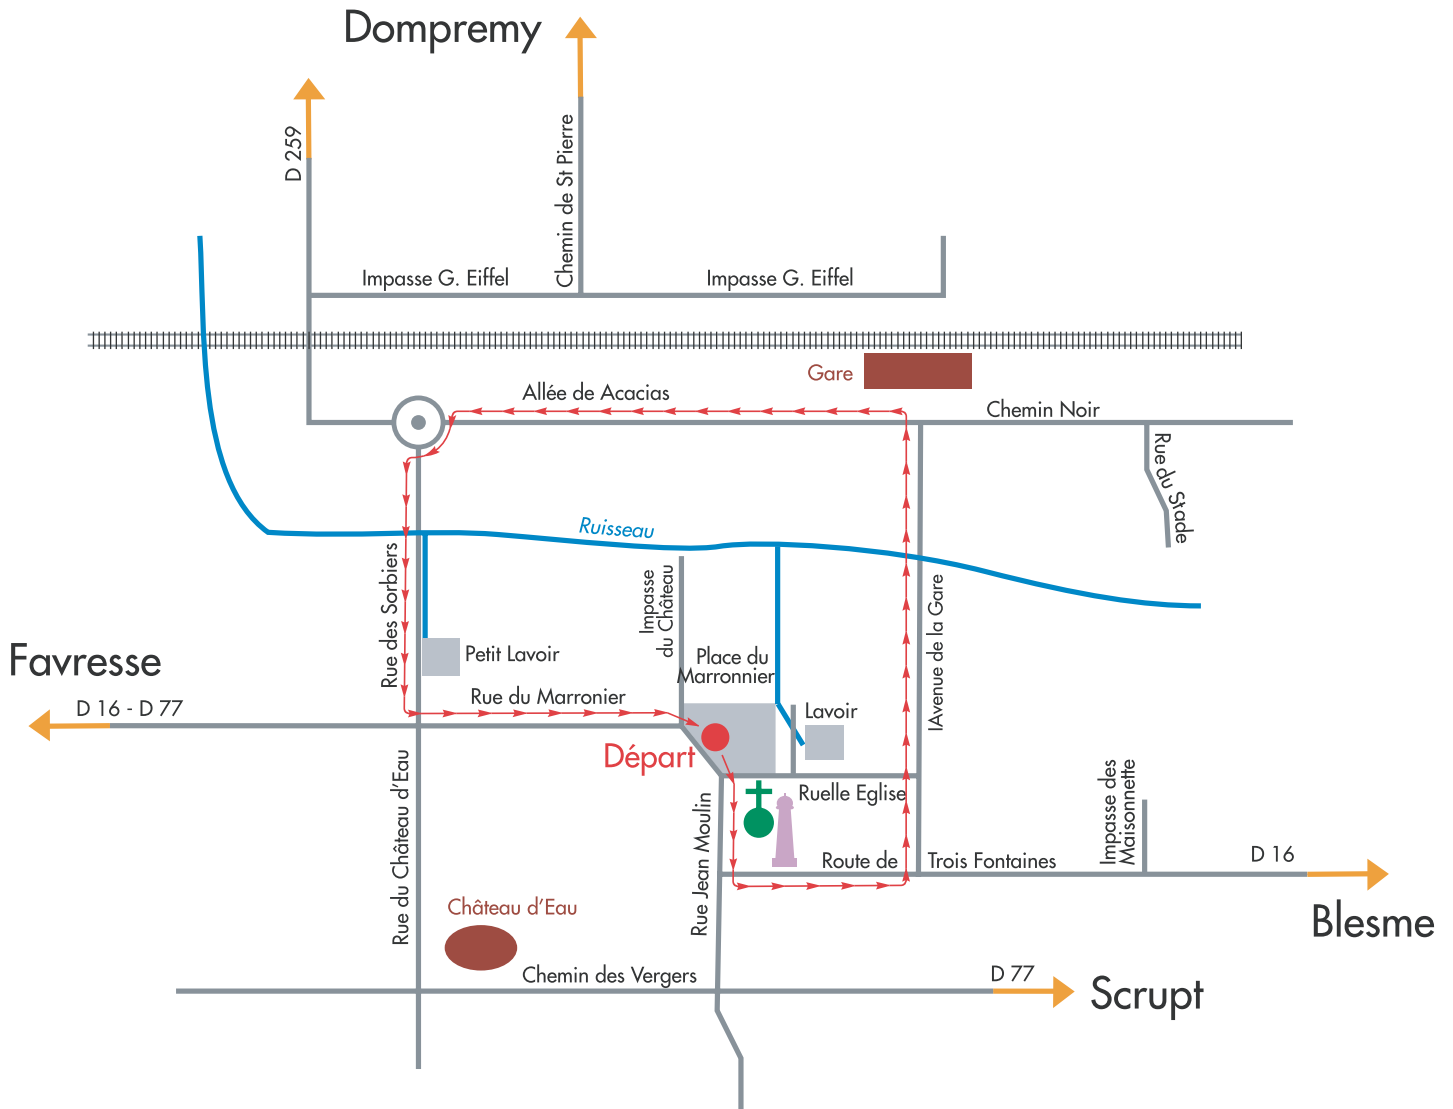 Dompremy
D 259
Chemin de St Pierre
Impasse G. Eiffel
Impasse G. Eiffel
Gare
Allée de Acacias
Chemin Noir
Rue du Stade
Ruisseau
Rue des Sorbiers
Impasse
du Château
IAvenue de la Gare
Petit Lavoir
Place du
Marronnier
Favresse
D 16 - D 77
Rue du Marronier
Lavoir
Départ
Ruelle Eglise
Rue du Château d'Eau
Rue Jean Moulin
Impasse des
Maisonnette
Route de
Trois Fontaines
D 16
Blesme
Château d'Eau
Chemin des Vergers
D 77
Scrupt